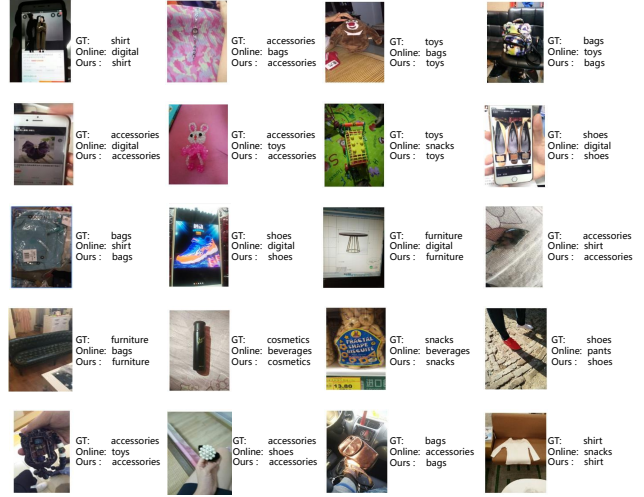 GT: shirt
Online: digital
Ours : shirt
GT: accessories
Online: bags
Ours : accessories
GT: toys
Online: bags
Ours : toys
GT: bags
Online: toys
Ours : bags
GT: accessories
Online: digital
Ours : accessories
GT: accessories
Online: toys
Ours : accessories
GT: toys
Online: snacks
Ours : toys
GT: shoes
Online: digital
Ours : shoes
GT: bags
Online: shirt
Ours : bags
GT: shoes
Online: digital
Ours : shoes
GT: furniture
Online: digital
Ours : furniture
GT: accessories
Online: shirt
Ours : accessories
GT: furniture
Online: bags
Ours : furniture
GT: cosmetics
Online: beverages
Ours : cosmetics
FRACTAL
SHAPE
BISCUITS
13.80
GT: snacks
Online: beverages
Ours : snacks
GT: shoes
Online: pants
Ours : shoes
GT: accessories
Online: toys
Ours : accessories
GT: accessories
Online: shoes
Ours : accessories
GT: bags
Online: accessories
Ours : bags
GT: shirt
Online: snacks
Ours : shirt